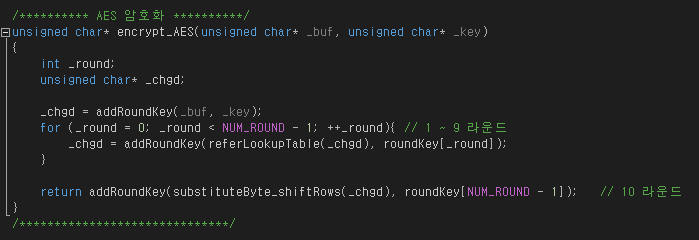 /********** AES 암호화 **********/
unsigned char* encrypt_AES(unsigned char* _buf, unsigned char* _key)
{
int _round;
unsigned char* _chgd;
_chgd = addRoundKey(_buf, _key);
for (_round = 0; _round < NUM_ROUND - 1; ++_round){ // 1 ~ 9 라운드
_chgd = addRoundKey(referLookupTable(_chgd), roundKey[_round]);
}
return addRoundKey(substituteByte_shiftRows(_chgd), roundKey[NUM_ROUND - 1]); // 10 라운드
}
/******************************/